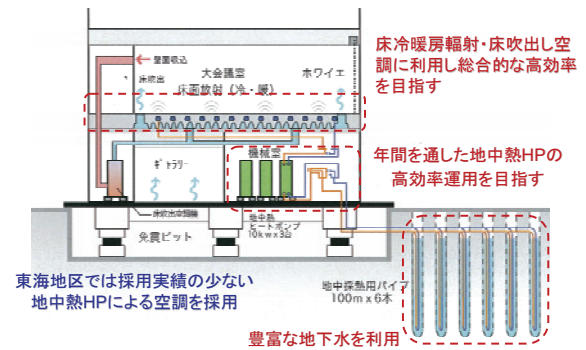 壁面吸込
床吹出
大会議室
床面放射(冷・暖)
ホワイエ
床冷暖房輻射・床吹出し空
調に利用し総合的な高効率
を目指す
ギャラリー
機械室
年間を通した地中熱HPの
高効率運用を目指す
床吹出空調機
地中熱
ヒートポンプ
10kw×3台
免震ピット
東海地区では採用実績の少ない
地中熱HPによる空調を採用
地中採熱用パイプ
100m×6本
豊富な地下水を利用